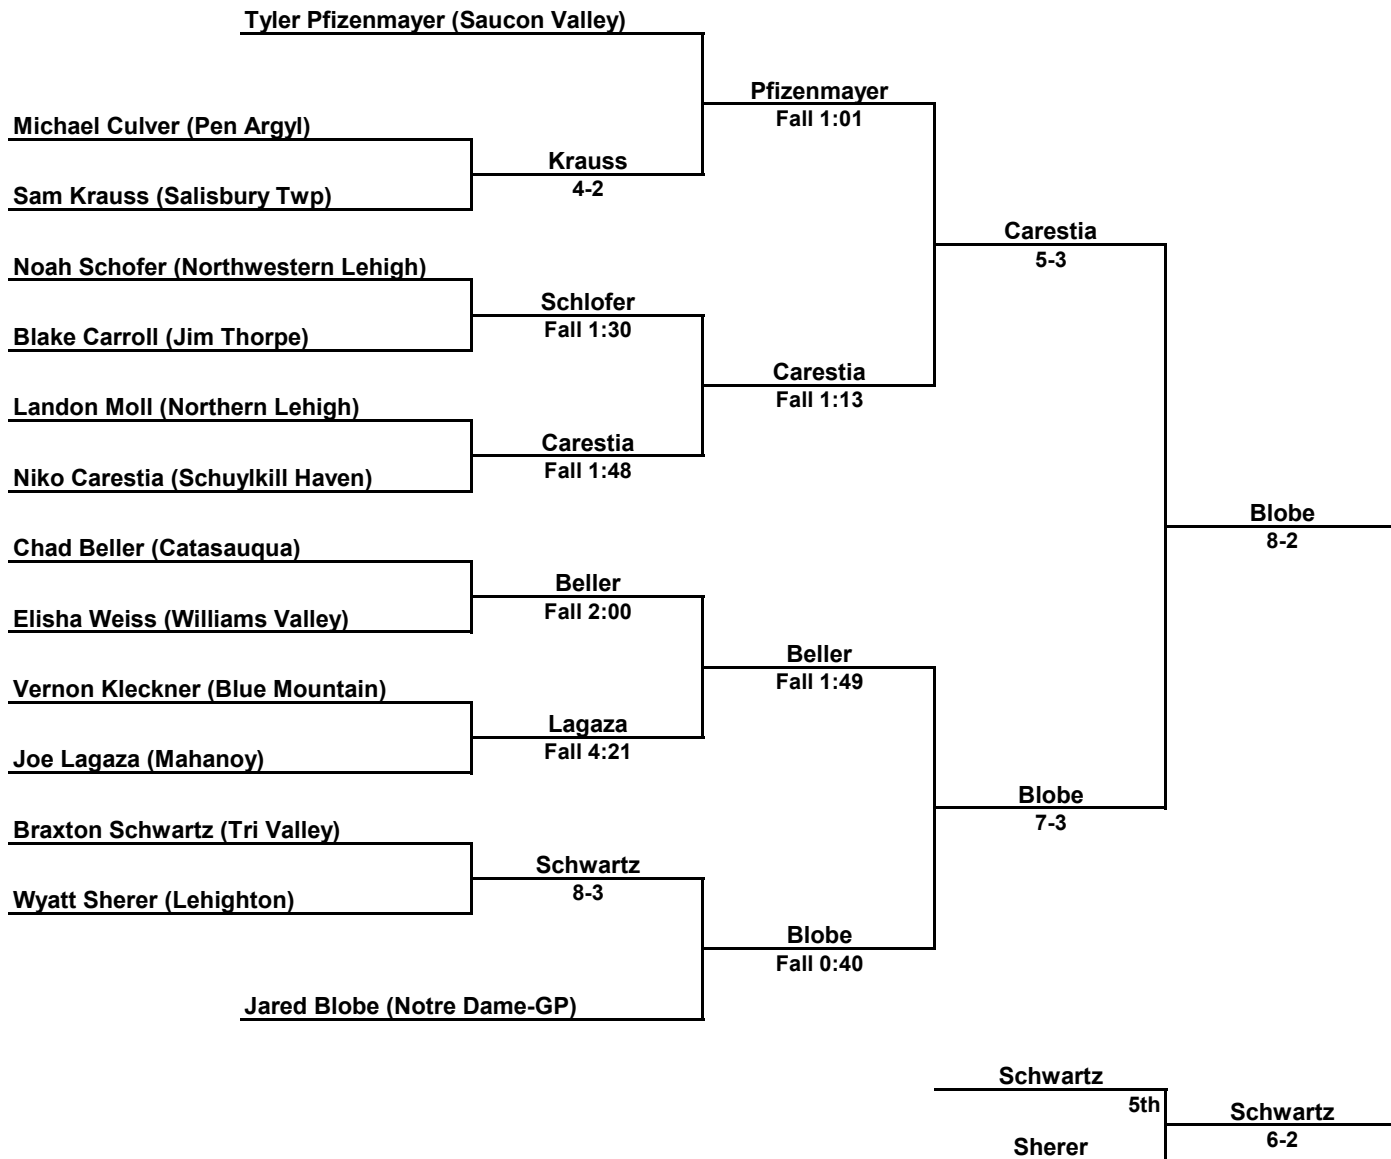 Tyler Pfizenmayer (Saucon Valley)
Pfizenmayer
Fall 1:01
Michael Culver (Pen Argyl)
Krauss
4-2
Sam Krauss (Salisbury Twp)
Carestia
5-3
Noah Schofer (Northwestern Lehigh)
Schlofer
Fall 1:30
Blake Carroll (Jim Thorpe)
Carestia
Fall 1:13
Landon Moll (Northern Lehigh)
Carestia
Fall 1:48
Niko Carestia (Schuylkill Haven)
Blobe
8-2
Chad Beller (Catasauqua)
Beller
Fall 2:00
Elisha Weiss (Williams Valley)
Beller
Fall 1:49
Vernon Kleckner (Blue Mountain)
Lagaza
Fall 4:21
Joe Lagaza (Mahanoy)
Blobe
7-3
Braxton Schwartz (Tri Valley)
Schwartz
8-3
Wyatt Sherer (Lehighton)
Blobe
Fall 0:40
Jared Blobe (Notre Dame-GP)
Schwartz
5th
Schwartz
6-2
Sherer